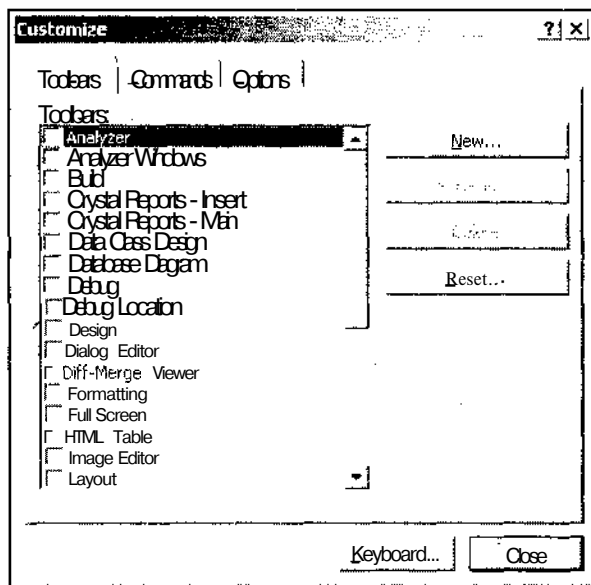 Customize ? ×
Toolbars Commands Options
Toolbars:
Analyzer
Analyzer Windows
Build
Crystal Reports - Insert
Crystal Reports - Main
Data Class Design
Database Diagram
Debug
Debug Location
Design
Dialog Editor
Diff-Merge Viewer
Formatting
Full Screen
HTML Table
Image Editor
Layout
New...
Reset...
Keyboard...
Close